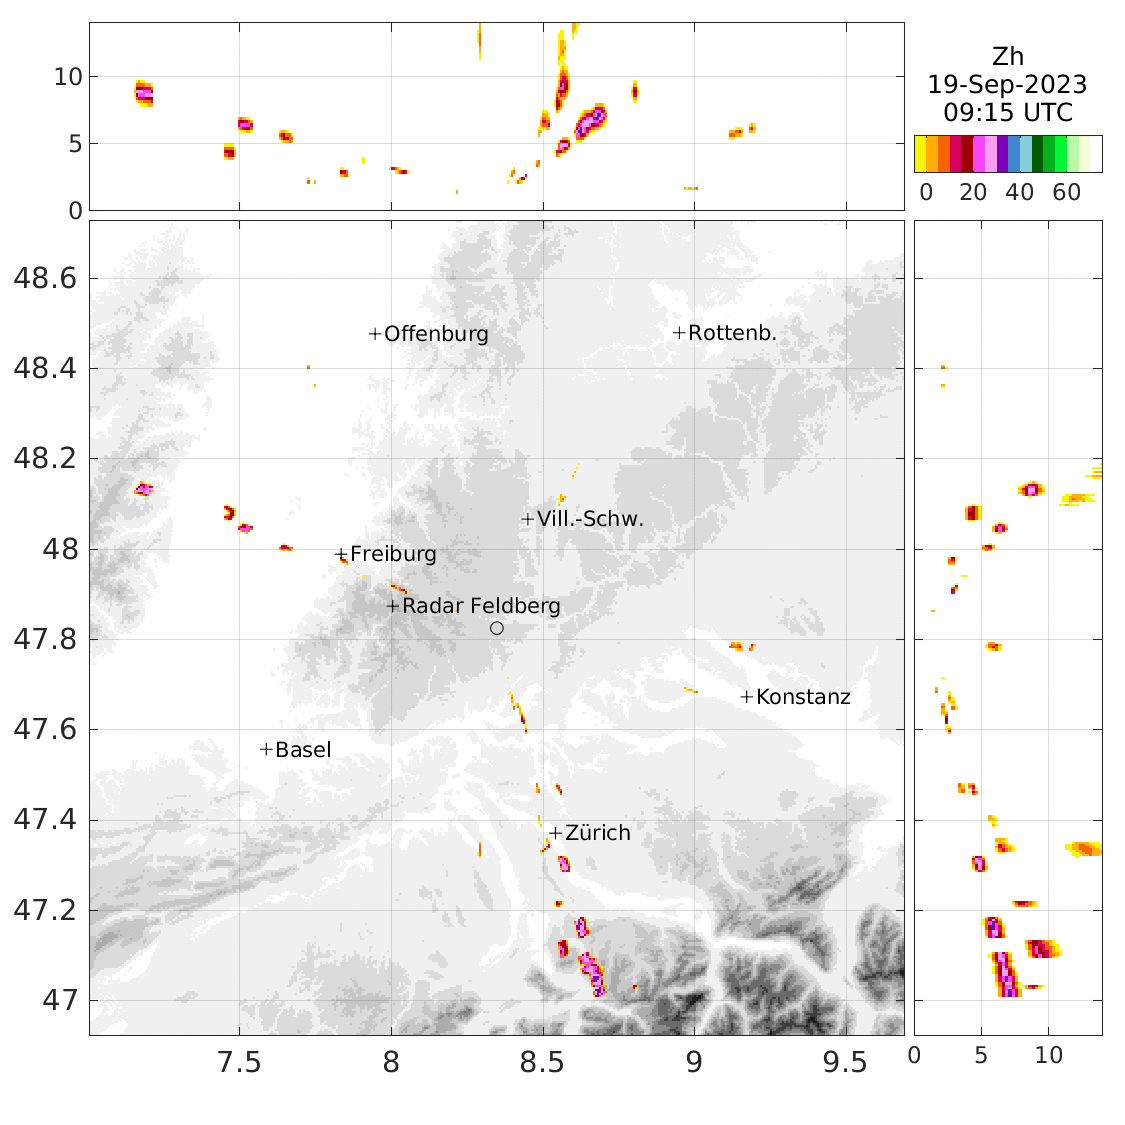 Zh
19-Sep-2023
09:15 UTC
0 20 40 60
10
5
0
48.6
48.4
48.2
48
47.8
47.6
47.4
47.2
47
Offenburg
Rottenb.
Vill.-Schw.
Freiburg
Radar Feldberg
Konstanz
Basel
Zürich
7.5 8 8.5 9 9.5
0 5 10